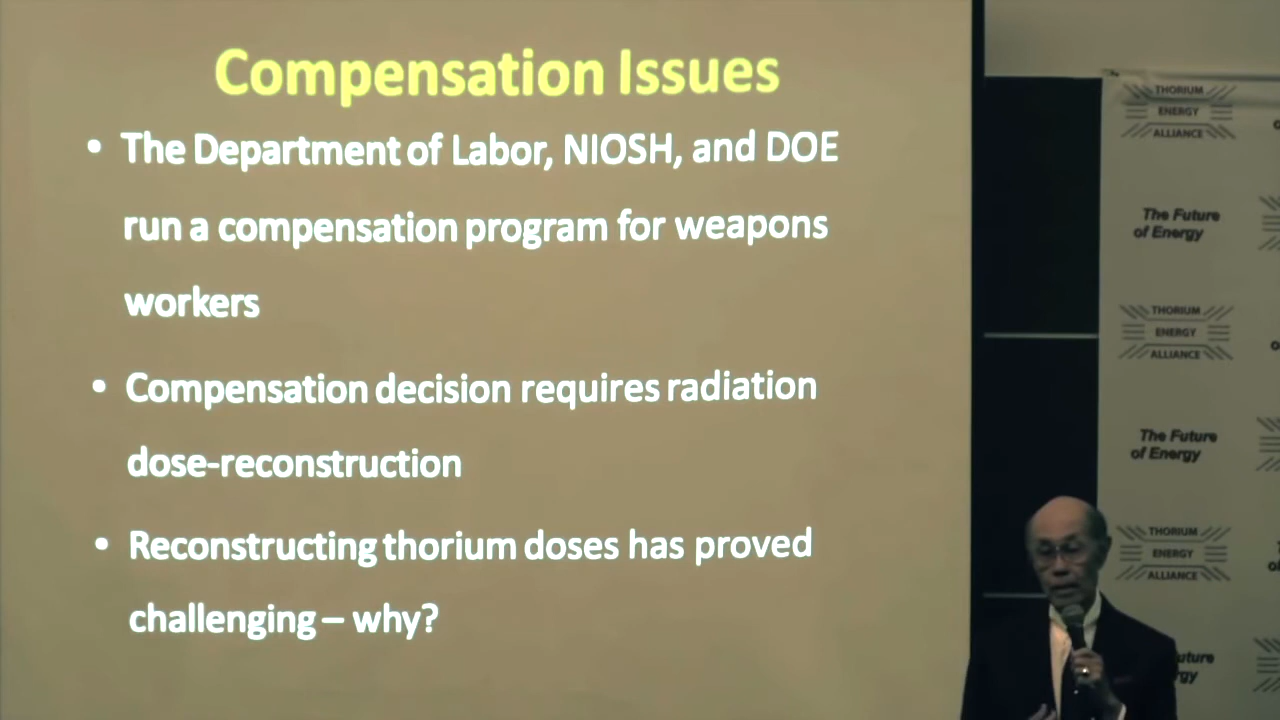 Compensation Issues
• The Department of Labor, NIOSH, and DOE
run a compensation program for weapons
workers
• Compensation decision requires radiation
dose-reconstruction
• Reconstructing thorium doses has proved
challenging – why?
THORIUM
ENERGY
ALLIANCE
The Future
of Energy
THORIUM
ENERGY
ALLIANCE
The Future
of Energy
THORIUM
ENERGY
ALLIANCE